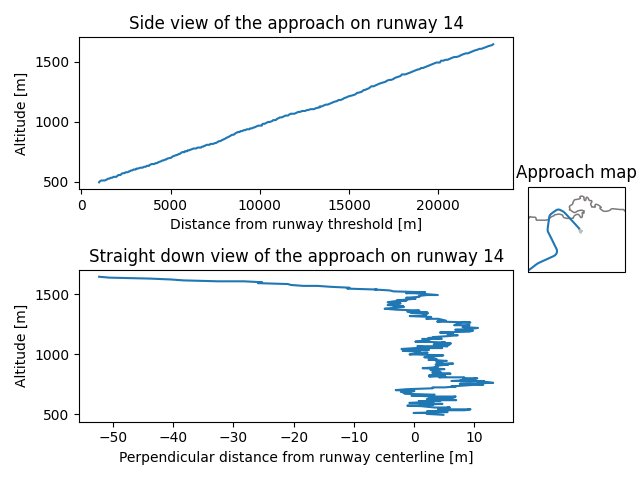 Side view of the approach on runway 14
Altitude [m]
1500
1000
500
0 5000 10000 15000 20000
Distance from runway threshold [m]
Approach map
Straight down view of the approach on runway 14
Altitude [m]
1500
1000
500
−50 −40 −30 −20 −10 0 10
Perpendicular distance from runway centerline [m]